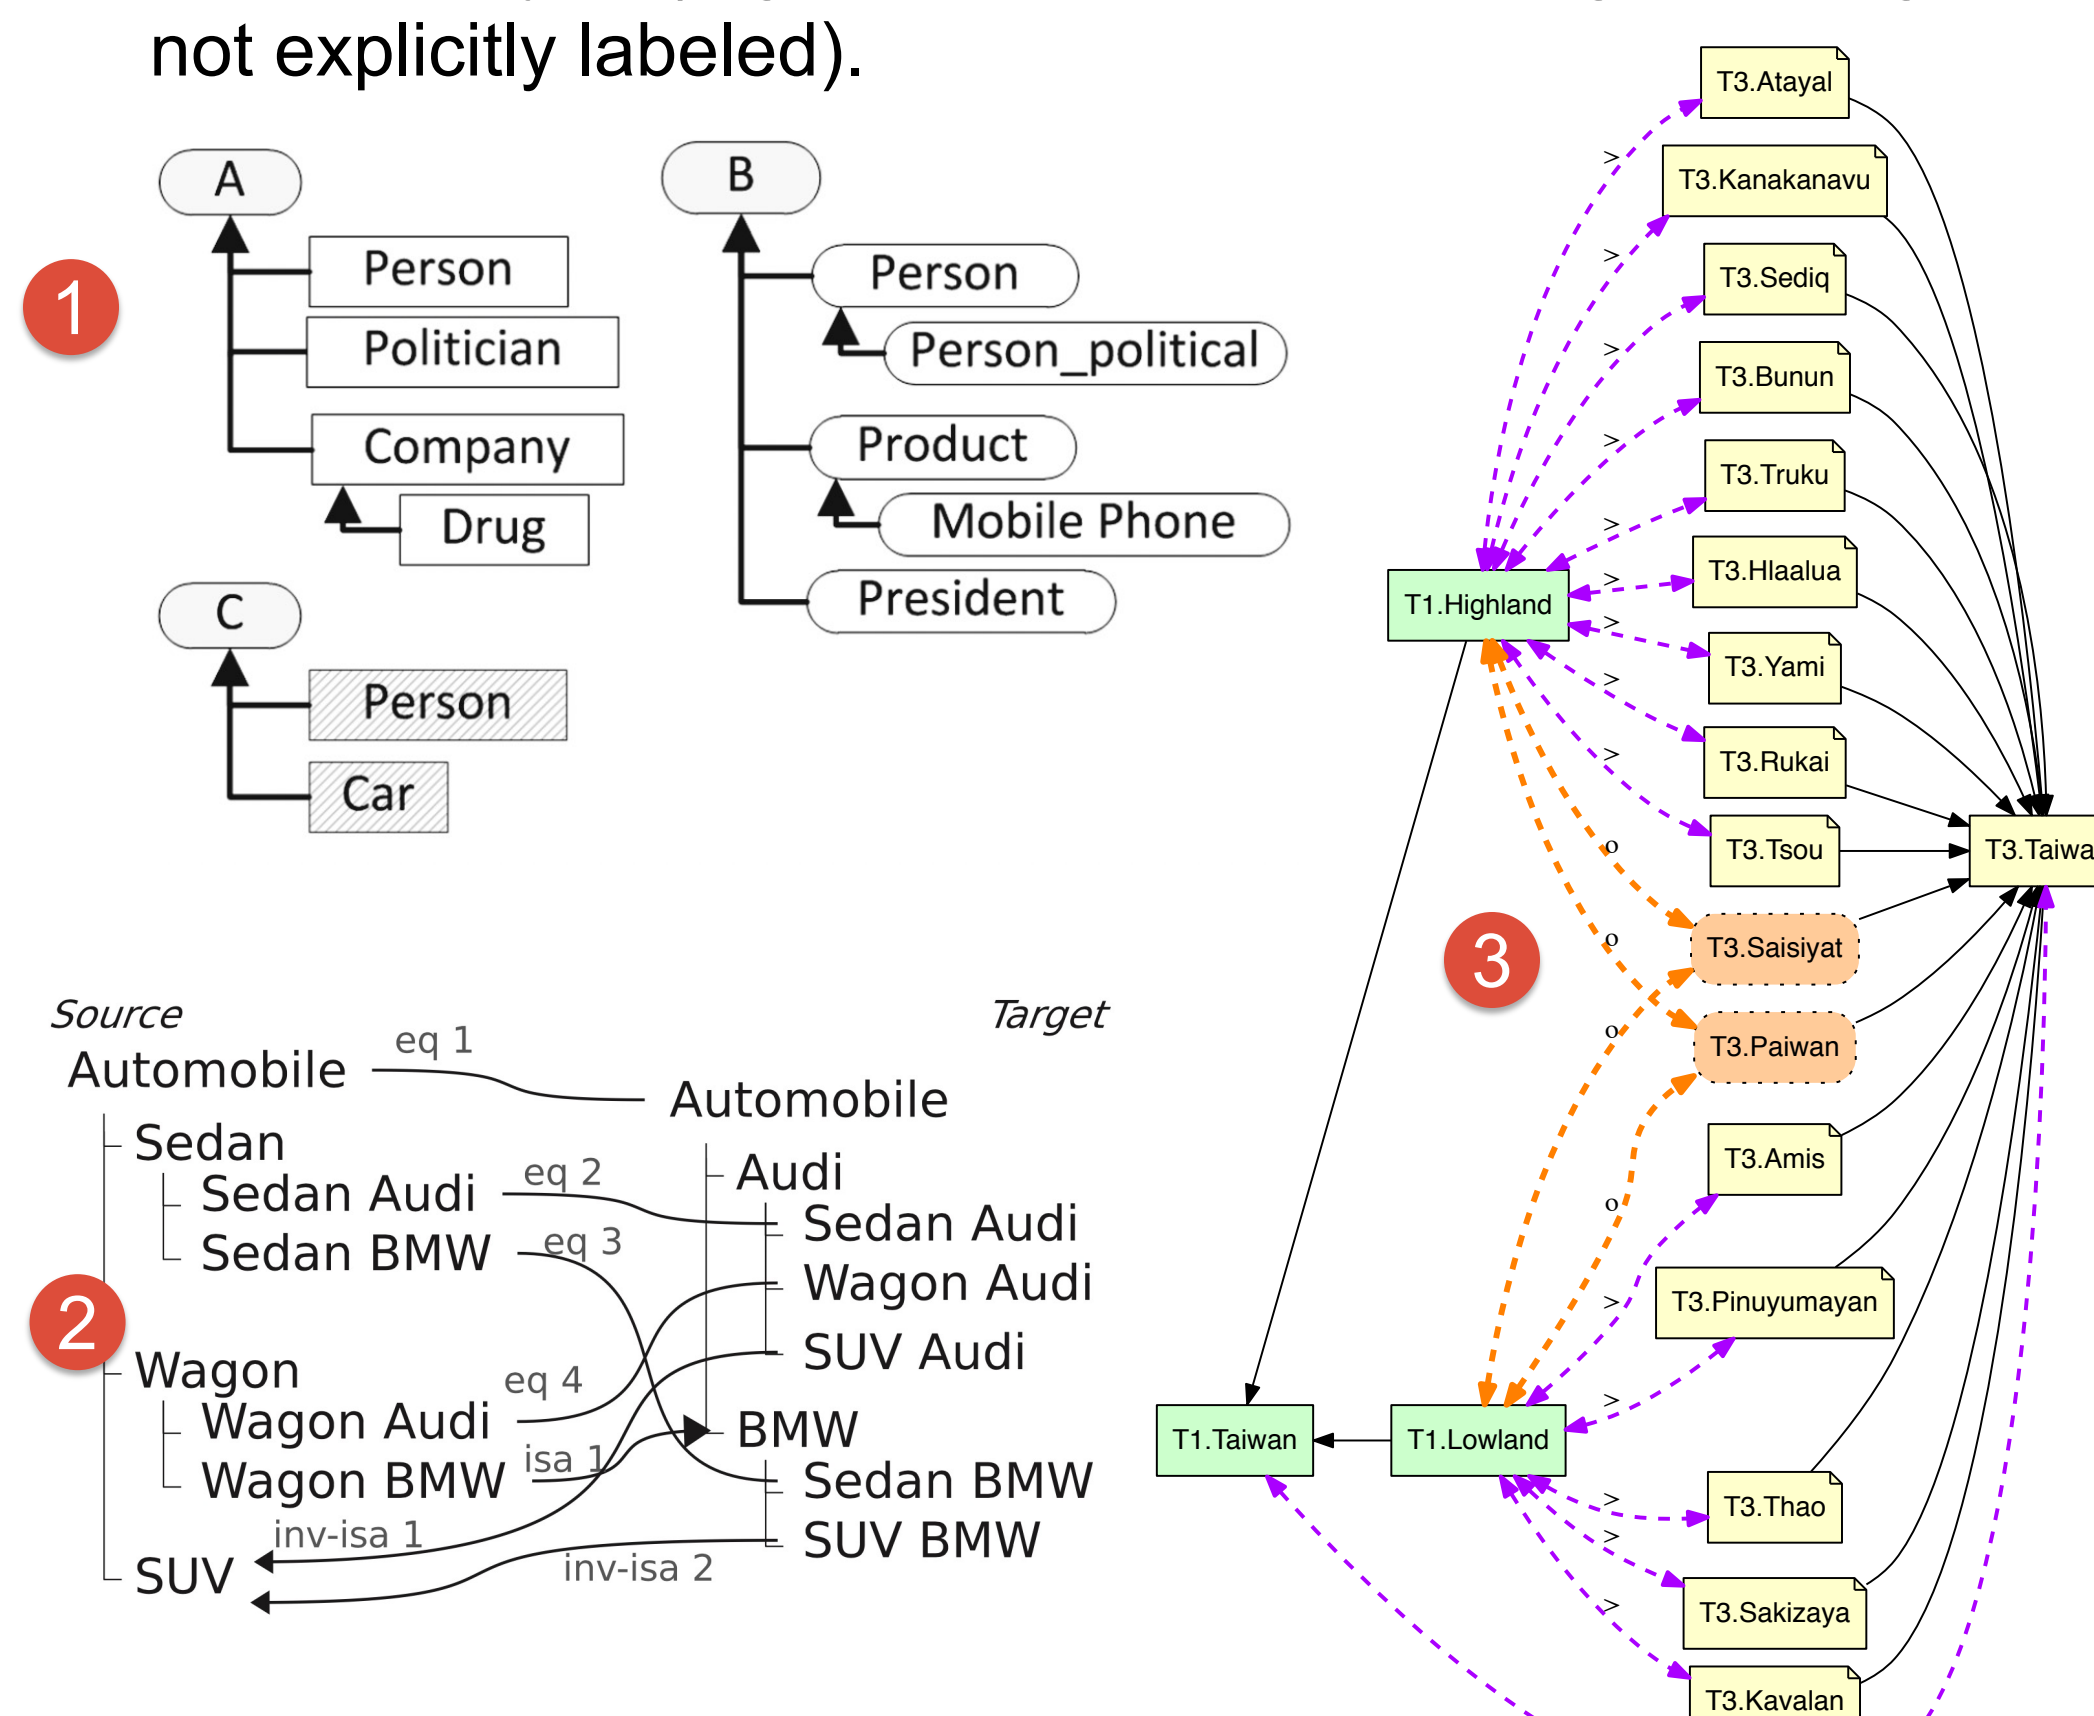 not explicitly labeled).
1
A
Person
Politician
Company
Drug
B
Person
Person_political
Product
Mobile Phone
President
C
Person
Car
2
Source
Target
Automobile
eq 1
Automobile
Sedan
Audi
Sedan Audi
eq 2
Sedan Audi
Sedan BMW
eq 3
Wagon Audi
SUV Audi
Wagon
Wagon Audi
eq 4
BMW
Wagon BMW
isa 1
Sedan BMW
inv-isa 1
SUV BMW
SUV
inv-isa 2
3
T3.Atayal
>
T3.Kanakanavu
>
T3.Sediq
>
T3.Bunun
>
T3.Truku
>
T3.Hlaalua
>
T1.Highland
>
T3.Yami
>
T3.Rukai
>
T3.Tsou
T3.Taiwa
o
T3.Saisiyat
o
T3.Paiwan
o
T3.Amis
o
T3.Pinuyumayan
>
>
T1.Taiwan
T1.Lowland
>
T3.Thao
>
T3.Sakizaya
>
T3.Kavalan